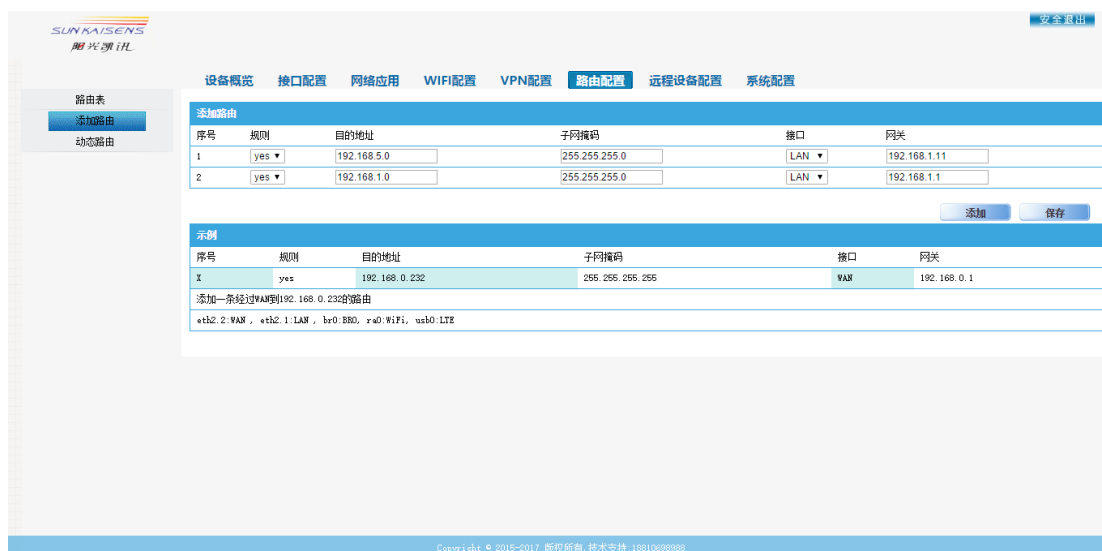 安全退出
SUNKAISENS
阳光凯讯
设备概览 接口配置 网络应用 WIFI配置 VPN配置 路由配置 远程设备配置 系统配置
路由表
添加路由
动态路由
添加路由
序号 规则 目的地址 子网掩码 接口 网关
1 yes 192.168.5.0 255.255.255.0 LAN 192.168.1.11
2 yes 192.168.1.0 255.255.255.0 LAN 192.168.1.1
添加 保存
示例
序号 规则 目的地址 子网掩码 接口 网关
X yes 192.168.0.232 255.255.255.255 WAN 192.168.0.1
添加一条经过WAN到192.168.0.232的路由
eth2.2:WAN , eth2.1:LAN , br0:BR0, ra0:WiFi, usb0:LTE
Copyright © 2015-2017 版权所有.技术支持:18810698988